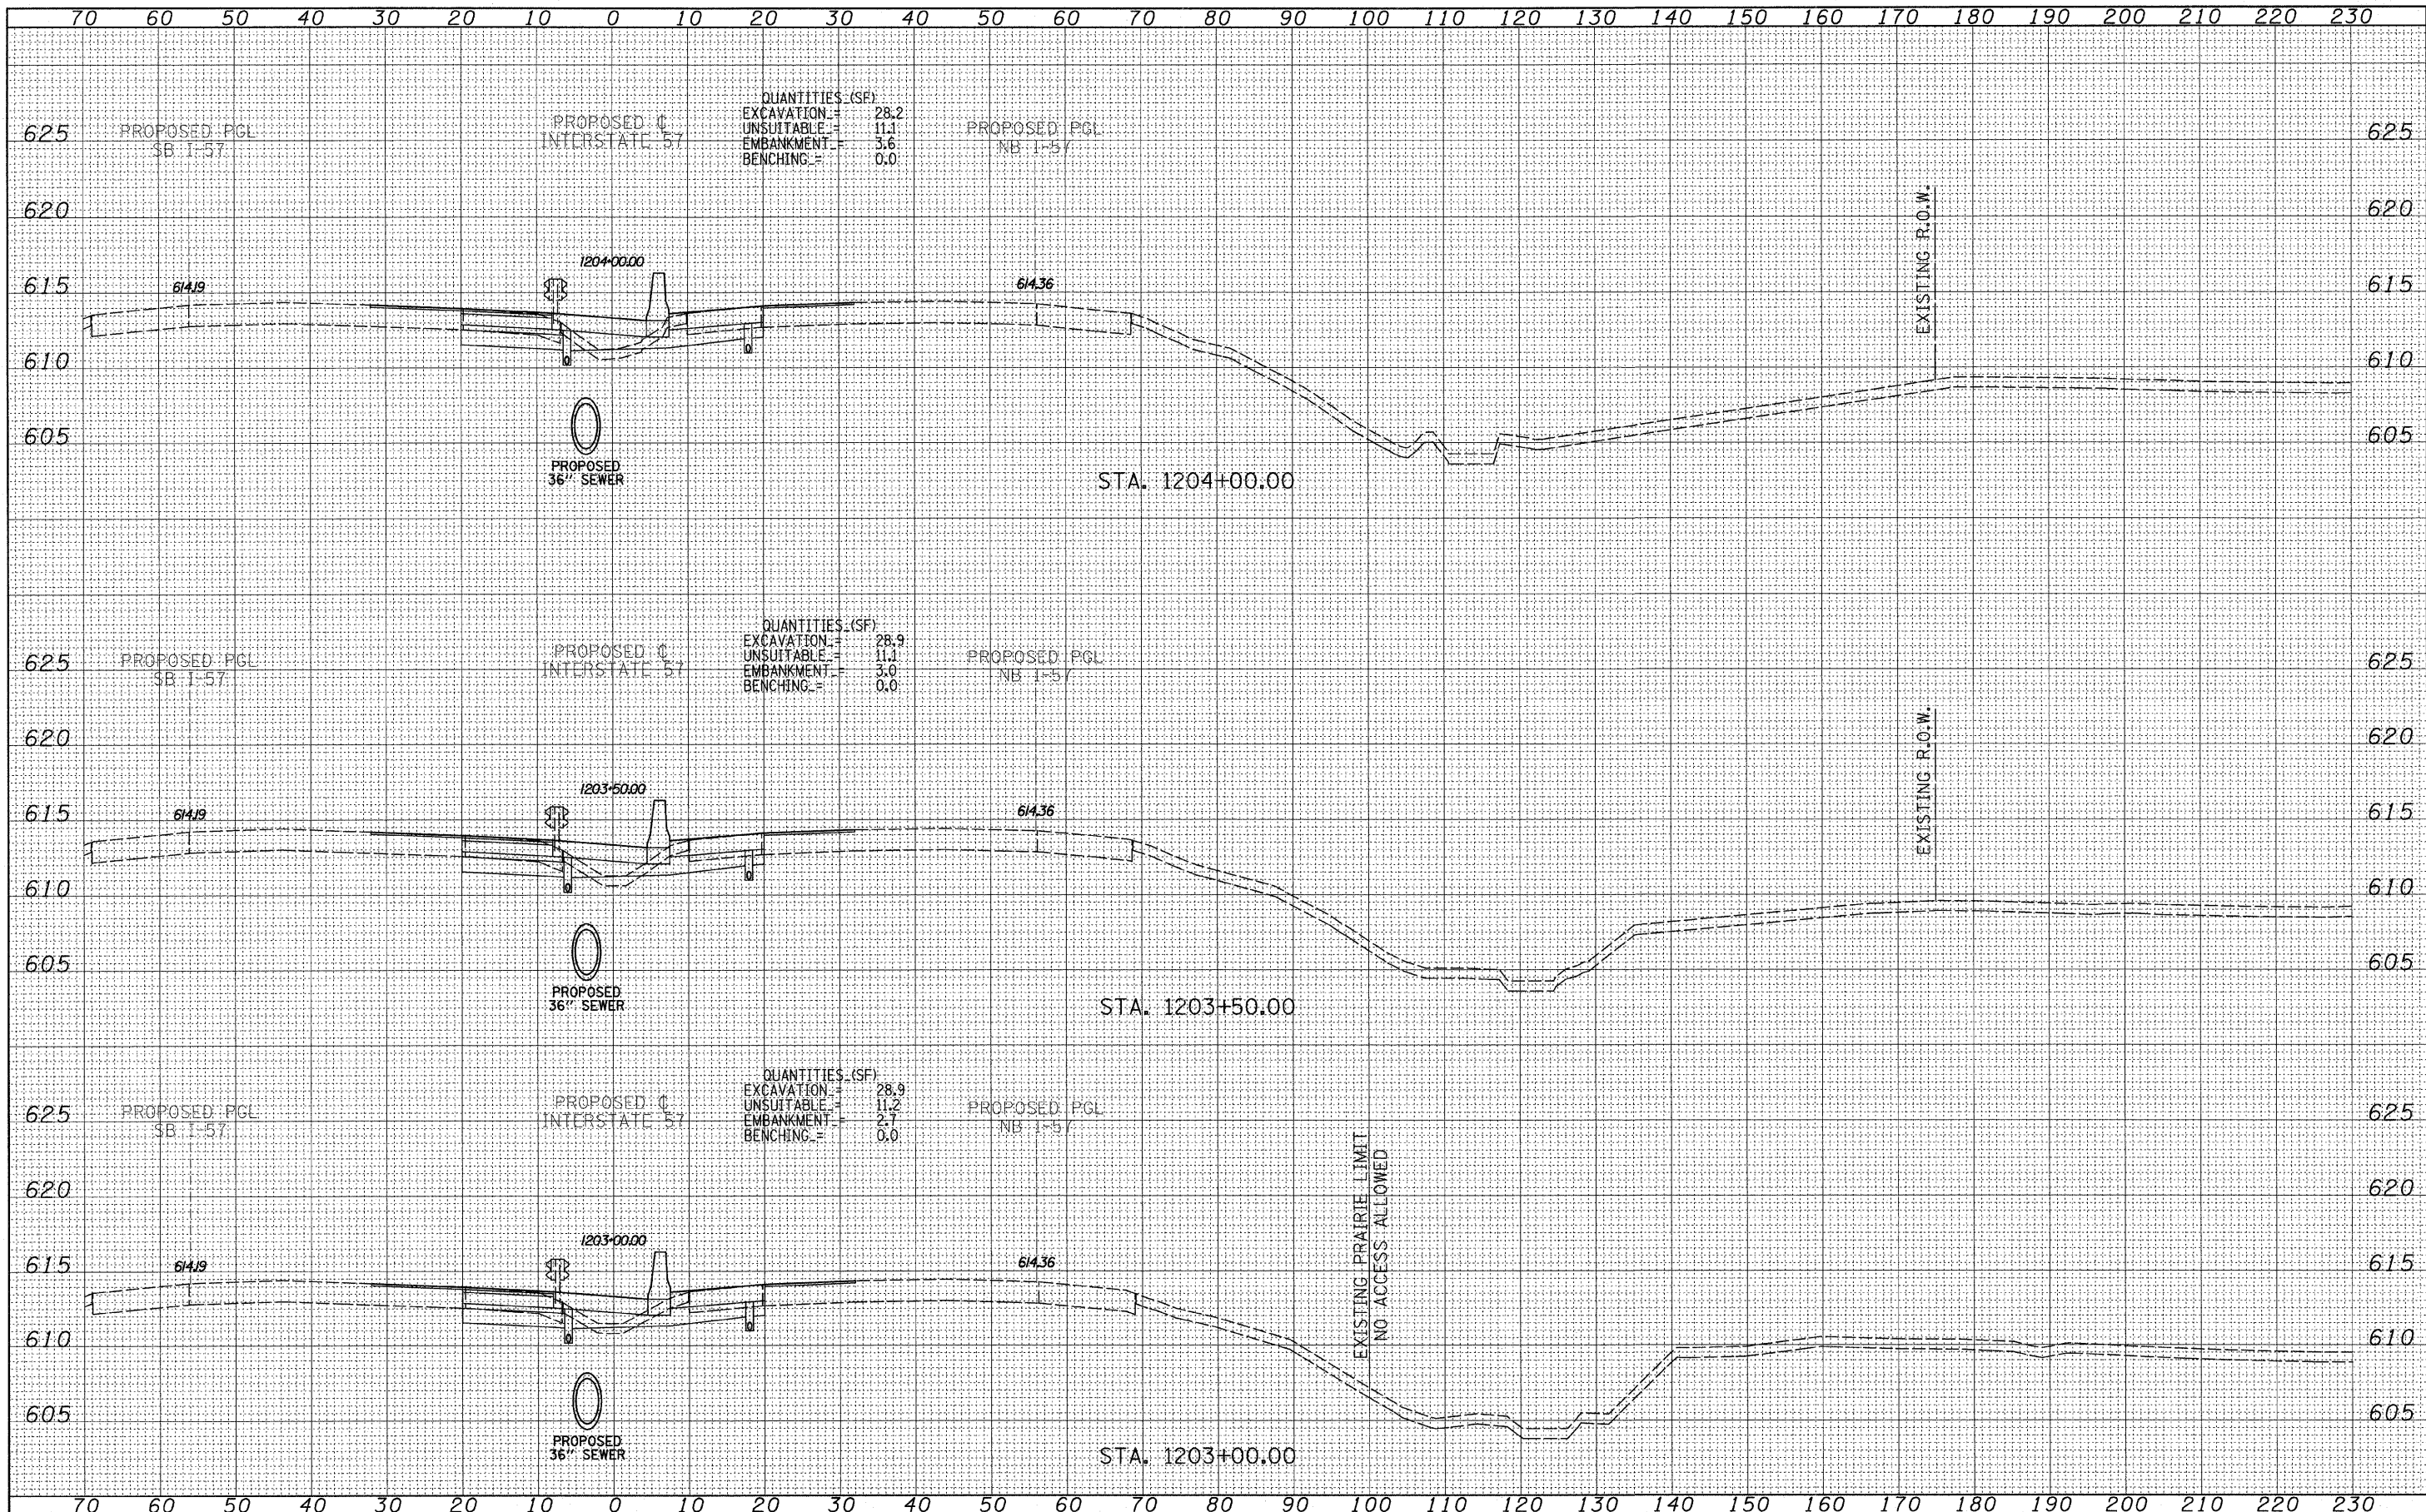 70 60 50 40 30 20 10 0 10 20 30 40 50 60 70 80 90 100 110 120 130 140 150 160 170 180 190 200 210 220 230
QUANTITIES (SF)
EXCAVATION = 28.2
UNSUITABLE = 11.1
EMBANKMENT = 3.6
BENCHING = 0.0
625 625
PROPOSED PGL
SB I-57
PROPOSED ℄
INTERSTATE 57
PROPOSED PGL
NB I-57
620 620
EXISTING R.O.W.
1204+00.00
615 615
614.19
614.36
610 610
605 605
PROPOSED
36" SEWER
STA. 1204+00.00
QUANTITIES (SF)
EXCAVATION = 28.9
UNSUITABLE = 11.1
EMBANKMENT = 3.0
BENCHING = 0.0
625 625
PROPOSED PGL
SB I-57
PROPOSED ℄
INTERSTATE 57
PROPOSED PGL
NB I-57
620 620
EXISTING R.O.W.
1203+50.00
615 615
614.19
614.36
610 610
605 605
PROPOSED
36" SEWER
STA. 1203+50.00
QUANTITIES (SF)
EXCAVATION = 28.9
UNSUITABLE = 11.2
EMBANKMENT = 2.7
BENCHING = 0.0
625 625
PROPOSED PGL
SB I-57
PROPOSED ℄
INTERSTATE 57
PROPOSED PGL
NB I-57
EXISTING PRAIRIE LIMIT
NO ACCESS ALLOWED
620 620
1203+00.00
615 615
614.19
614.36
610 610
605 605
PROPOSED
36" SEWER
STA. 1203+00.00
70 60 50 40 30 20 10 0 10 20 30 40 50 60 70 80 90 100 110 120 130 140 150 160 170 180 190 200 210 220 230